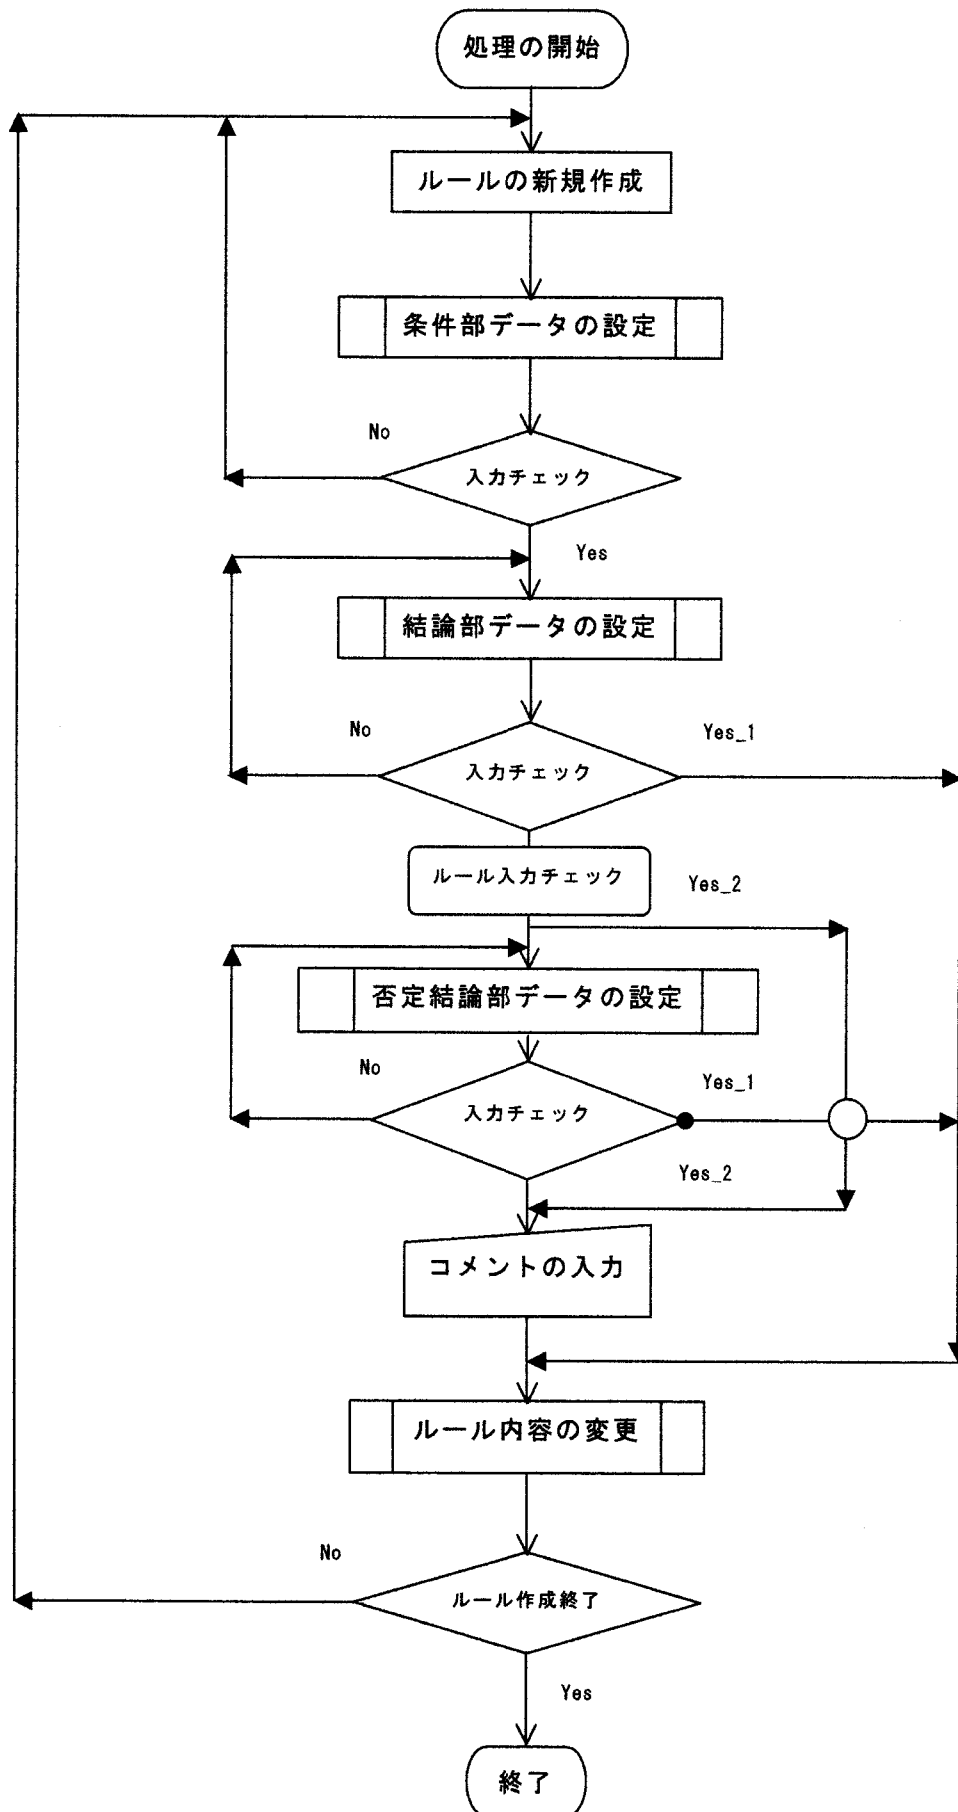 処理の開始
ルールの新規作成
条件部データの設定
No
入力チェック
Yes
結論部データの設定
No
Yes_1
入力チェック
ルール入力チェック
Yes_2
否定結論部データの設定
No
Yes_1
入力チェック
Yes_2
コメントの入力
ルール内容の変更
No
ルール作成終了
Yes
終了